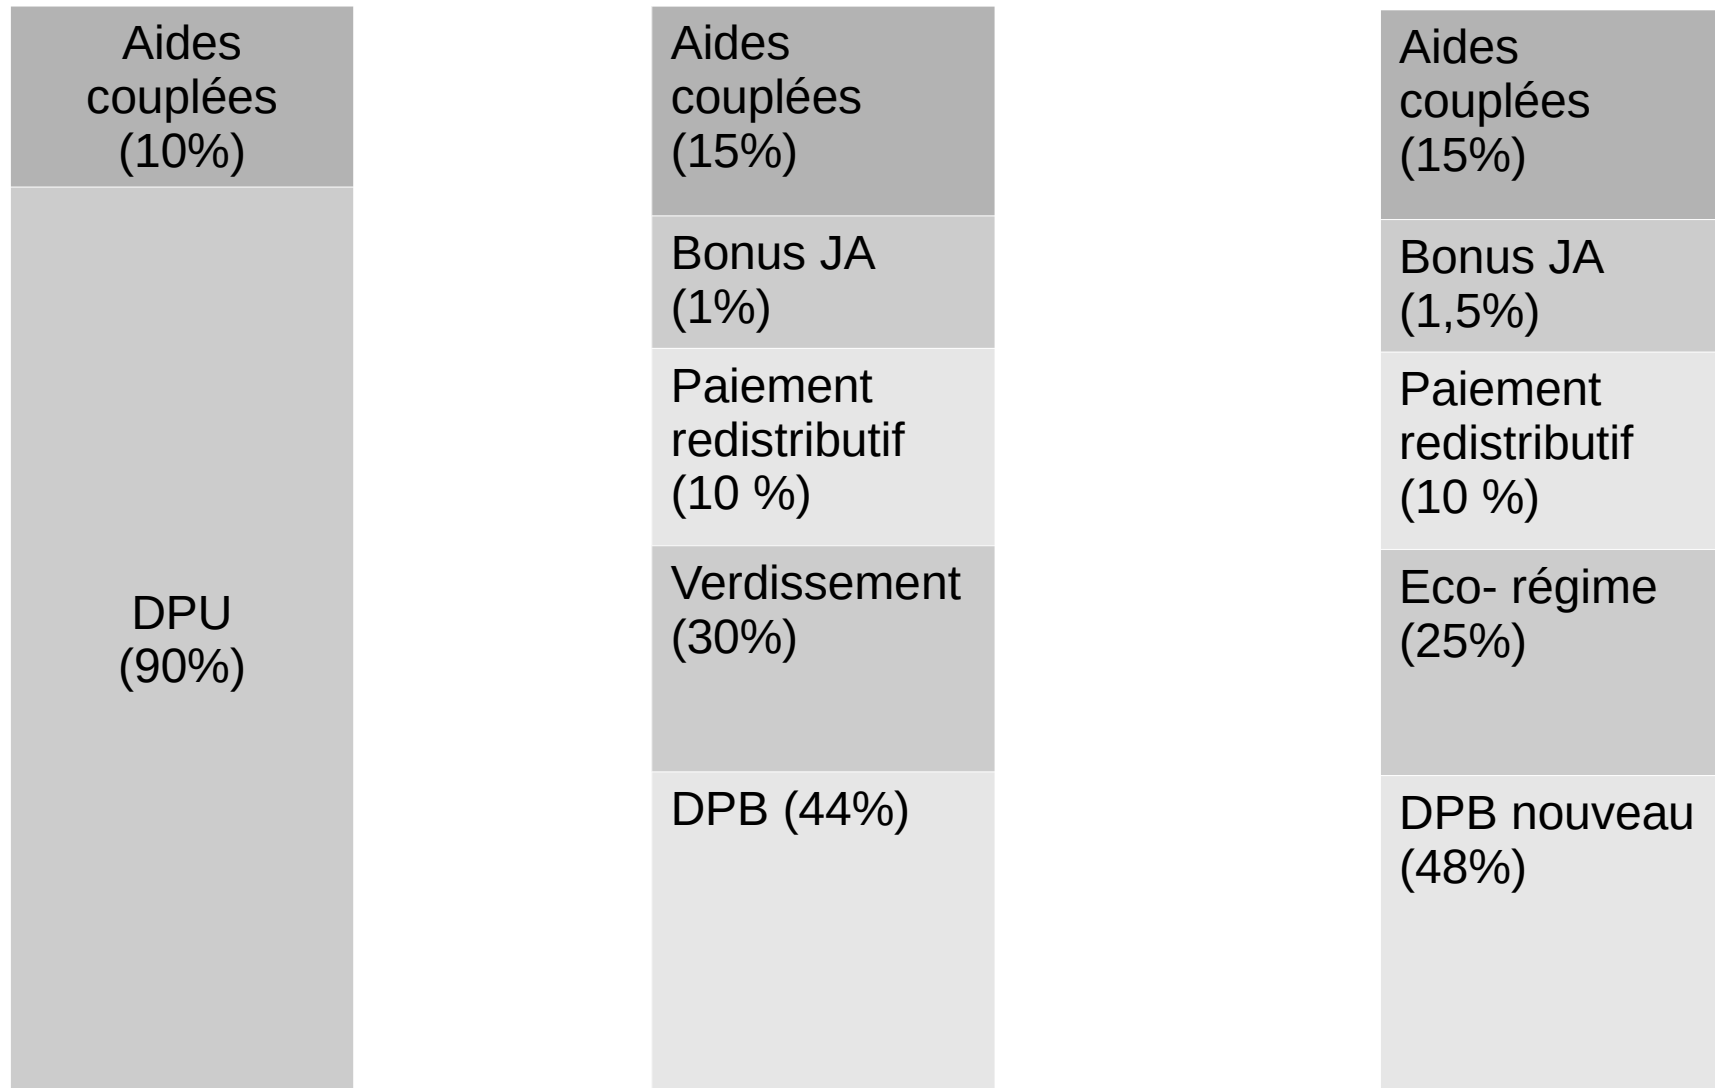 Aides
couplées
(10%)
DPU
(90%)
Aides
couplées
(15%)
Bonus JA
(1%)
Paiement
redistributif
(10 %)
Verdissement
(30%)
DPB (44%)
Aides
couplées
(15%)
Bonus JA
(1,5%)
Paiement
redistributif
(10 %)
Eco- régime
(25%)
DPB nouveau
(48%)